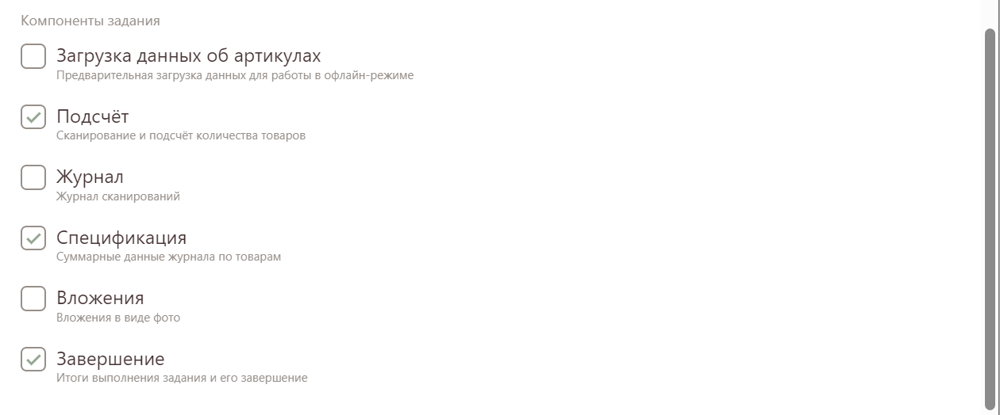 Компоненты задания
Загрузка данных об артикулах
Предварительная загрузка данных для работы в офлайн-режиме
Подсчёт
Сканирование и подсчёт количества товаров
Журнал
Журнал сканирований
Спецификация
Суммарные данные журнала по товарам
Вложения
Вложения в виде фото
Завершение
Итоги выполнения задания и его завершение